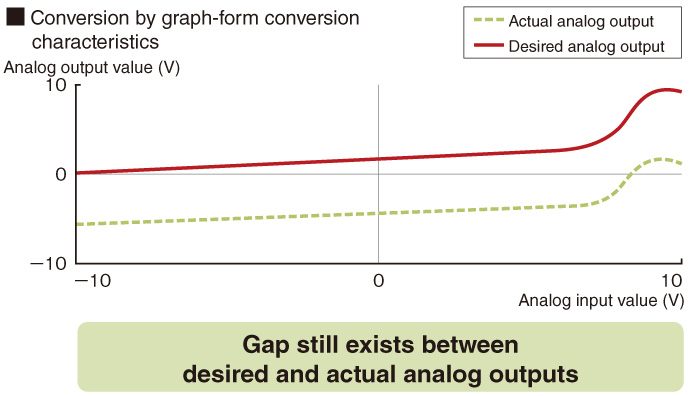 ■ Conversion by graph-form conversion
characteristics
Actual analog output
Desired analog output
Analog output value (V)
10
5
0
−10
−10
0
10
Analog input value (V)
Gap still exists between
desired and actual analog outputs